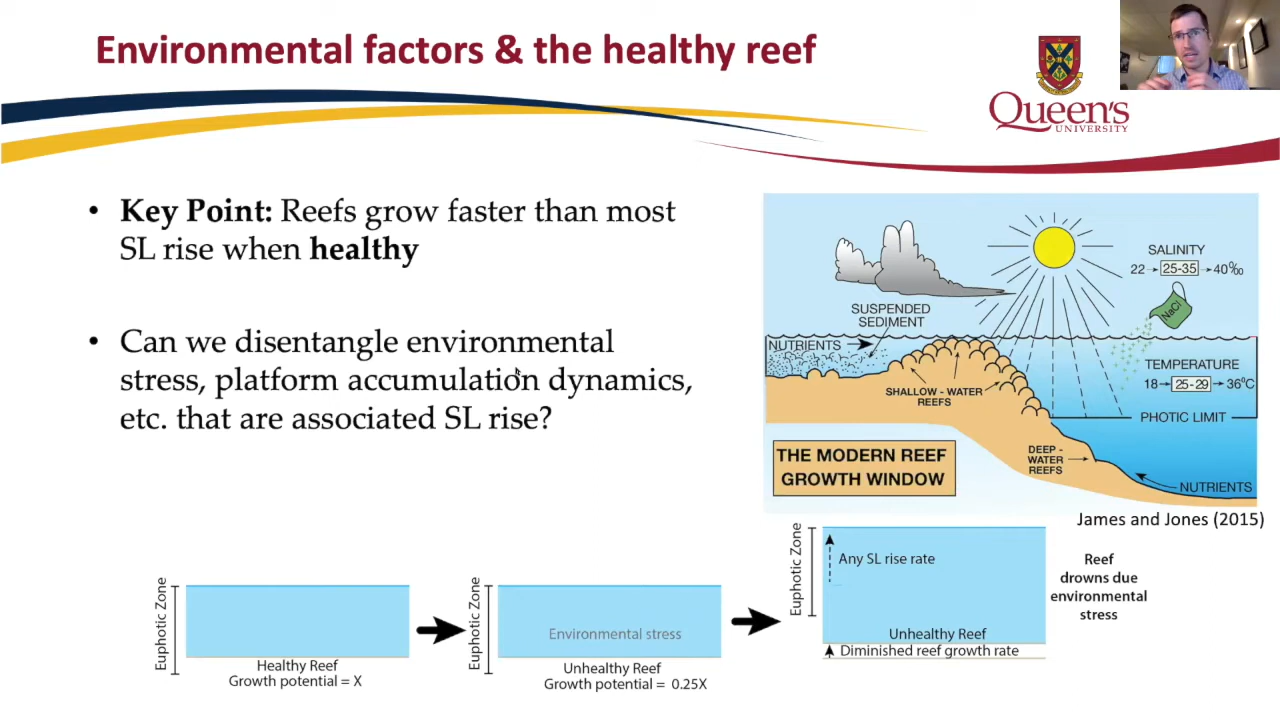 Environmental factors & the healthy reef
Queen's
UNIVERSITY
• Key Point: Reefs grow faster than most
SL rise when healthy
• Can we disentangle environmental
stress, platform accumulation dynamics,
etc. that are associated SL rise?
SALINITY
22 → 25-35 → 40‰
NaCl
SUSPENDED
SEDIMENT
NUTRIENTS
TEMPERATURE
18 → 25-29 → 36°C
SHALLOW - WATER
REEFS
PHOTIC LIMIT
THE MODERN REEF
GROWTH WINDOW
DEEP -
WATER
REEFS
NUTRIENTS
James and Jones (2015)
Euphotic Zone
Healthy Reef
Growth potential = X
Euphotic Zone
Environmental stress
Unhealthy Reef
Growth potential = 0.25X
Euphotic Zone
Any SL rise rate
Unhealthy Reef
Diminished reef growth rate
Reef
drowns due
environmental
stress